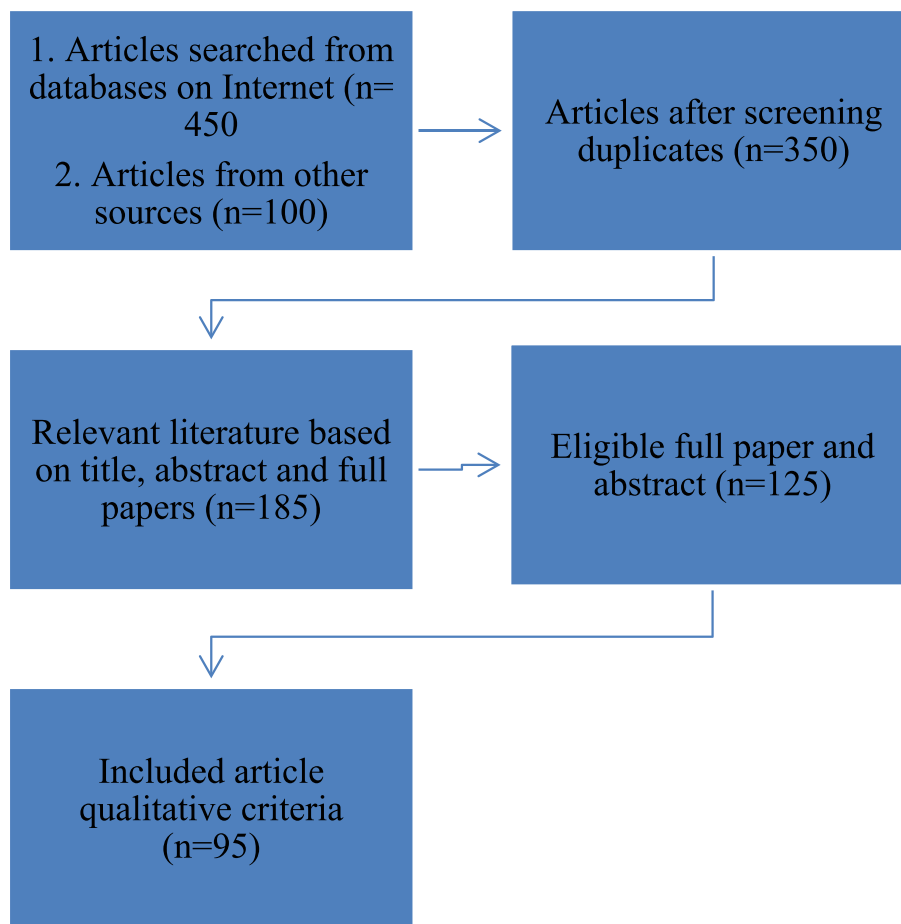 1. Articles searched from
databases on Internet (n=
450
2. Articles from other
sources (n=100)
Articles after screening
duplicates (n=350)
Relevant literature based
on title, abstract and full
papers (n=185)
Eligible full paper and
abstract (n=125)
Included article
qualitative criteria
(n=95)